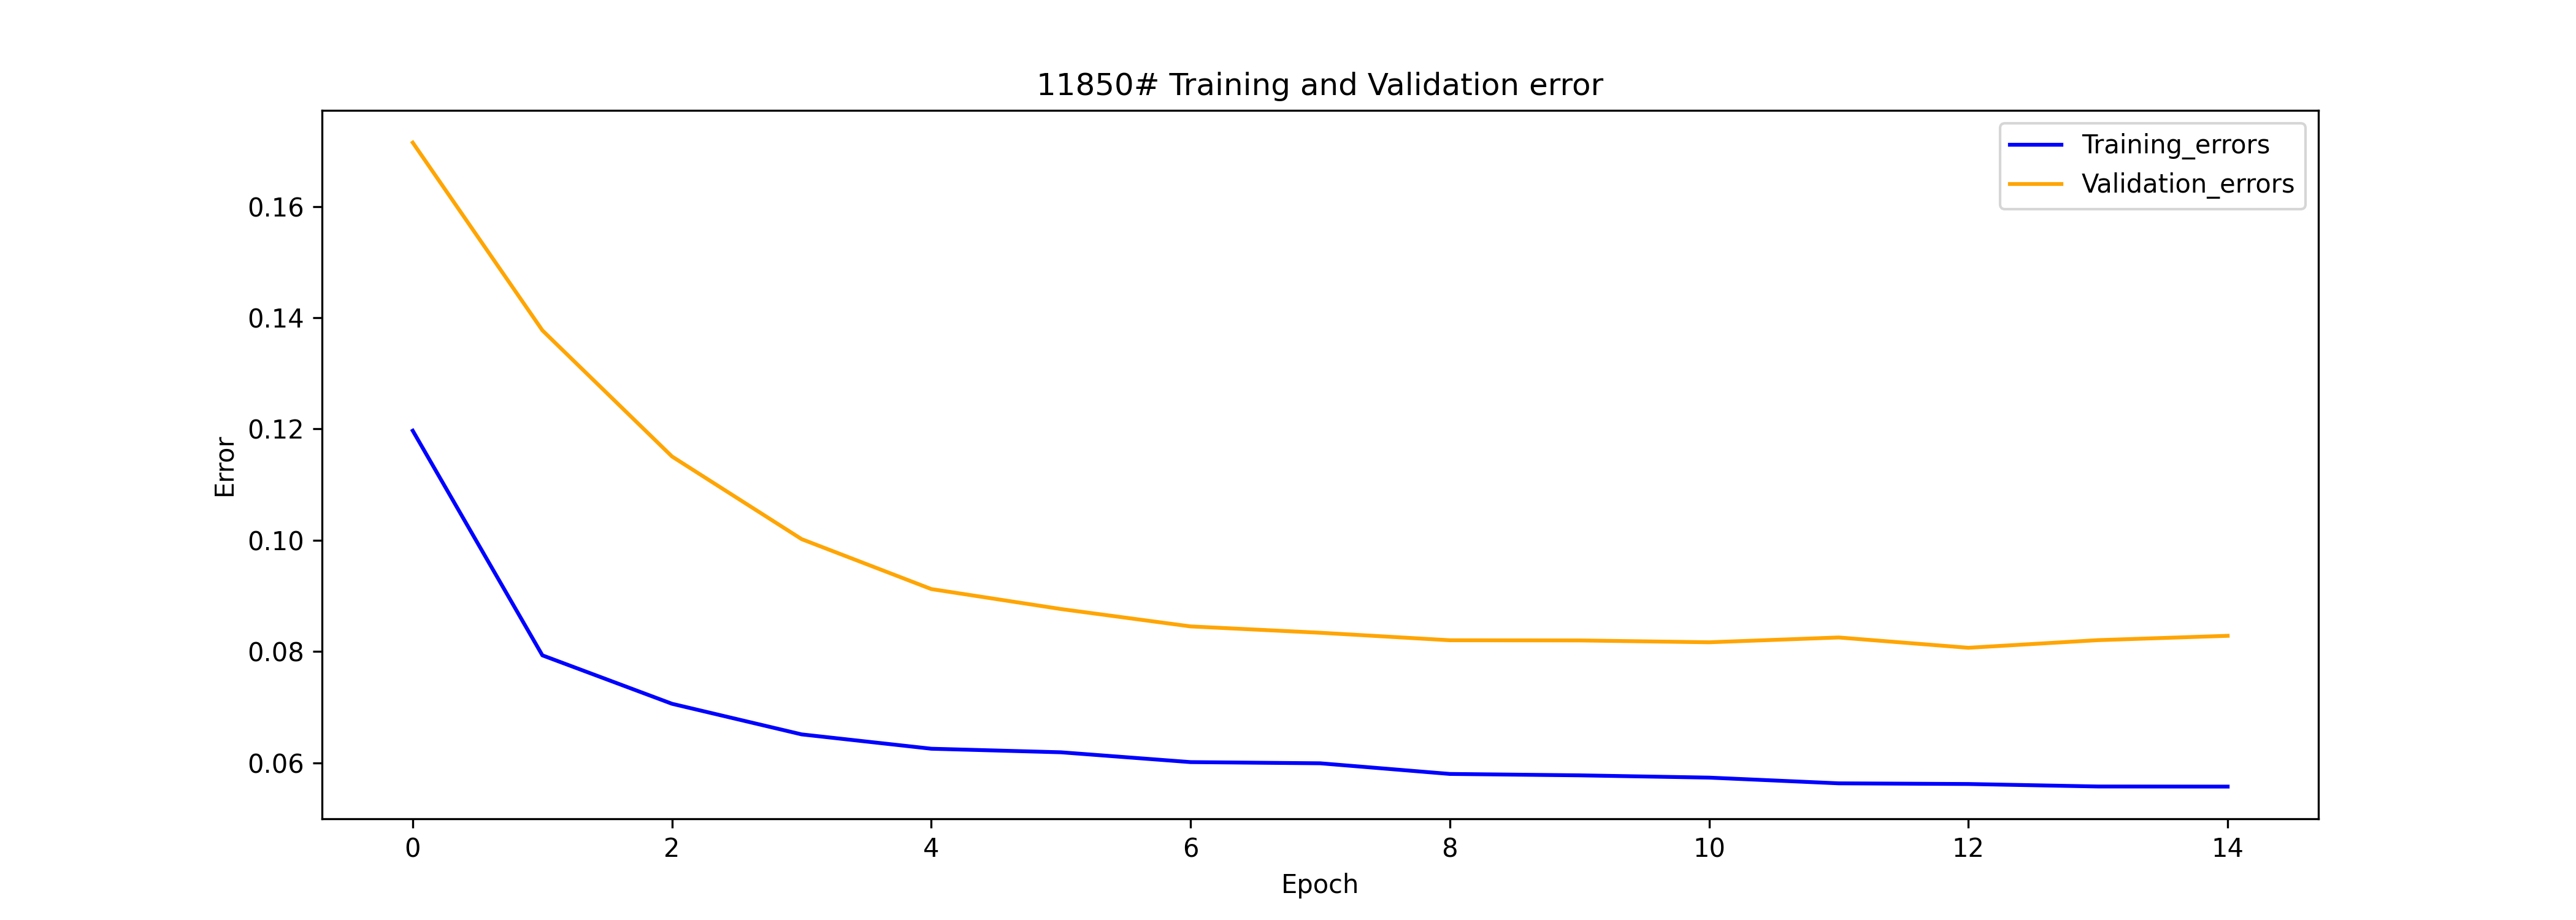 11850# Training and Validation error
Training_errors
Validation_errors
0.16
0.14
0.12
0.10
0.08
0.06
Error
0 2 4 6 8 10 12 14
Epoch